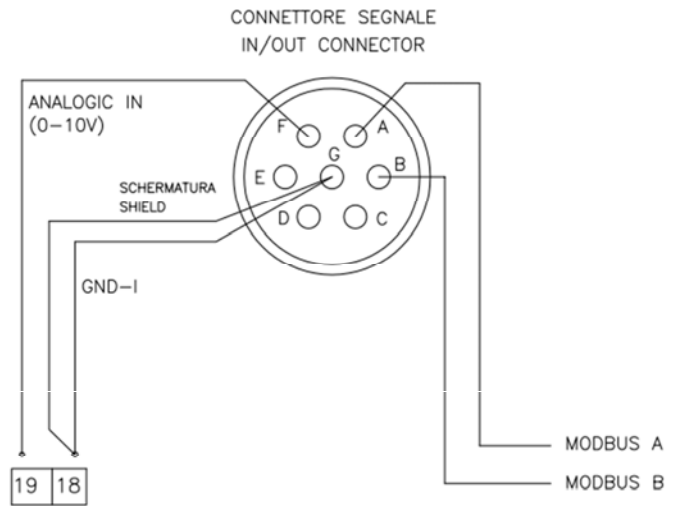 CONNETTORE SEGNALE
IN/OUT CONNECTOR
ANALOGIC IN
(0-10V)
F
A
G
E
B
SCHERMATURA
SHIELD
D
C
GND-I
MODBUS A
19 18
MODBUS B